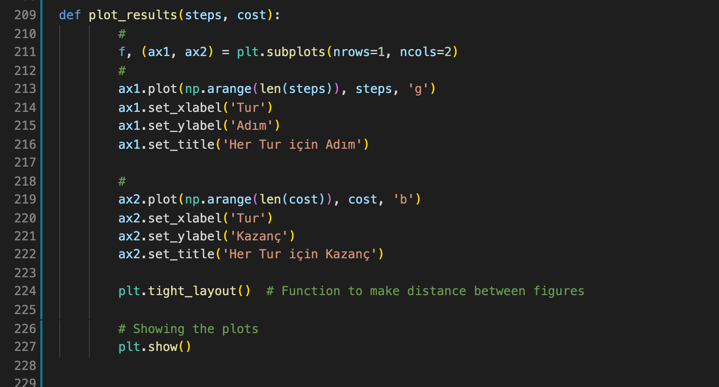 209 def plot_results(steps, cost):
210 #
211 f, (ax1, ax2) = plt.subplots(nrows=1, ncols=2)
212 #
213 ax1.plot(np.arange(len(steps)), steps, 'g')
214 ax1.set_xlabel('Tur')
215 ax1.set_ylabel('Adım')
216 ax1.set_title('Her Tur için Adım')
217
218 #
219 ax2.plot(np.arange(len(cost)), cost, 'b')
220 ax2.set_xlabel('Tur')
221 ax2.set_ylabel('Kazanç')
222 ax2.set_title('Her Tur için Kazanç')
223
224 plt.tight_layout()  # Function to make distance between figures
225
226 # Showing the plots
227 plt.show()
228
229